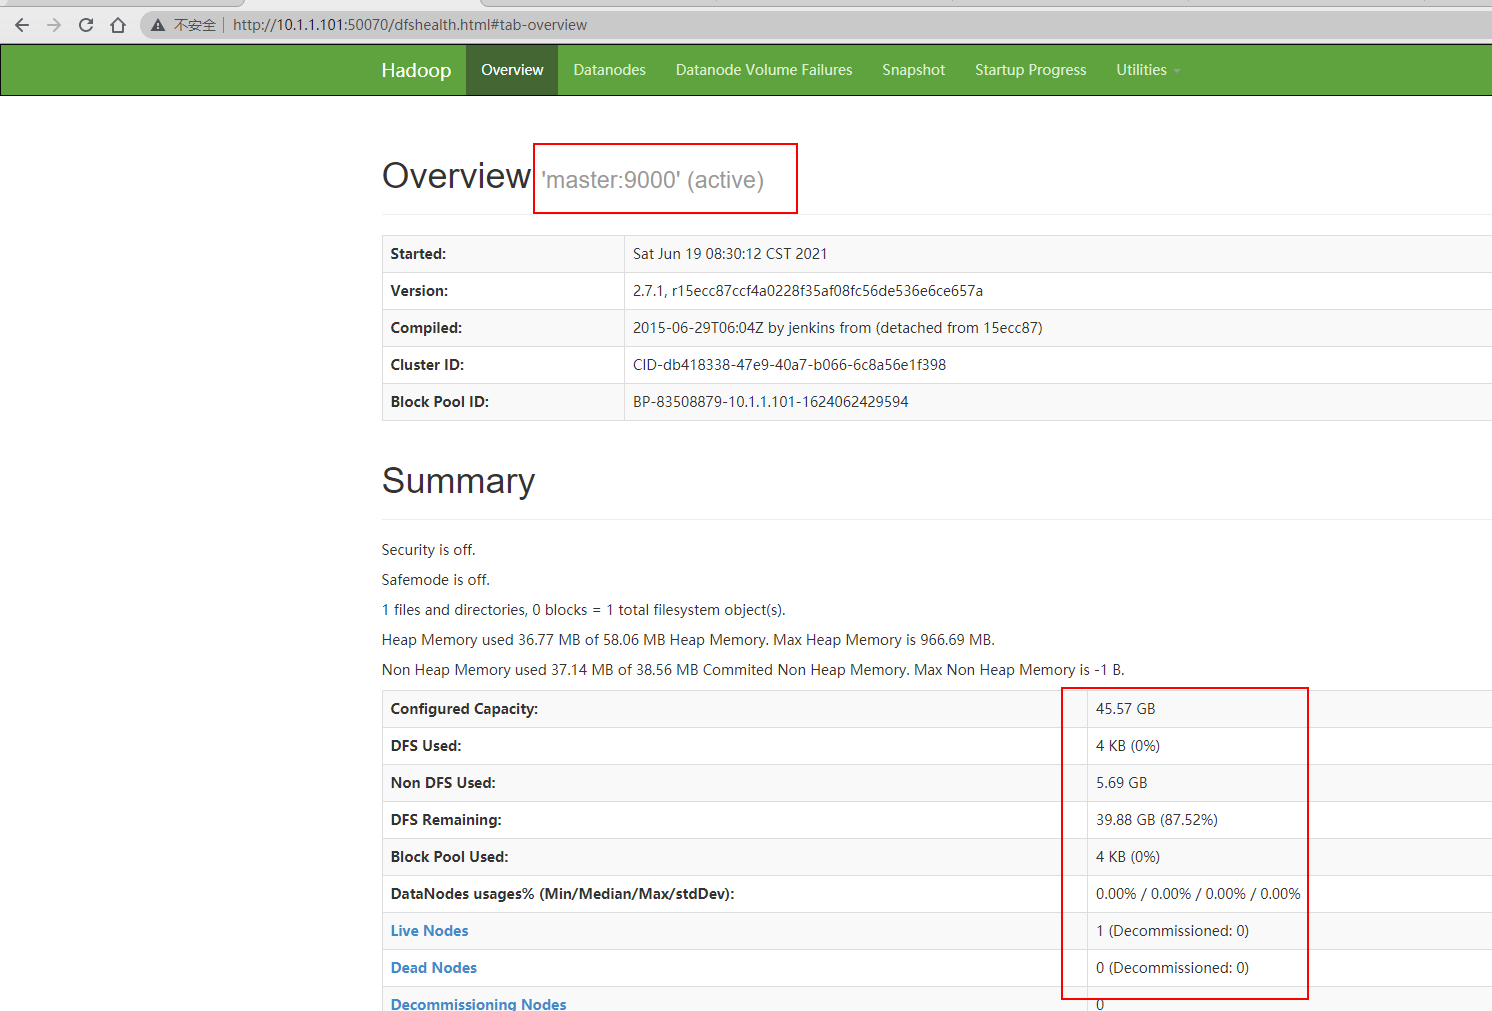 不安全 http://10.1.1.101:50070/dfshealth.html#tab-overview
Hadoop Overview Datanodes Datanode Volume Failures Snapshot Startup Progress Utilities
Overview 'master:9000' (active)
Started: Sat Jun 19 08:30:12 CST 2021
Version: 2.7.1, r15ecc87ccf4a0228f35af08fc56de536e6ce657a
Compiled: 2015-06-29T06:04Z by jenkins from (detached from 15ecc87)
Cluster ID: CID-db418338-47e9-40a7-b066-6c8a56e1f398
Block Pool ID: BP-83508879-10.1.1.101-1624062429594
Summary
Security is off.
Safemode is off.
1 files and directories, 0 blocks = 1 total filesystem object(s).
Heap Memory used 36.77 MB of 58.06 MB Heap Memory. Max Heap Memory is 966.69 MB.
Non Heap Memory used 37.14 MB of 38.56 MB Commited Non Heap Memory. Max Non Heap Memory is -1 B.
Configured Capacity: 45.57 GB
DFS Used: 4 KB (0%)
Non DFS Used: 5.69 GB
DFS Remaining: 39.88 GB (87.52%)
Block Pool Used: 4 KB (0%)
DataNodes usages% (Min/Median/Max/stdDev): 0.00% / 0.00% / 0.00% / 0.00%
Live Nodes 1 (Decommissioned: 0)
Dead Nodes 0 (Decommissioned: 0)
Decommissioning Nodes 0